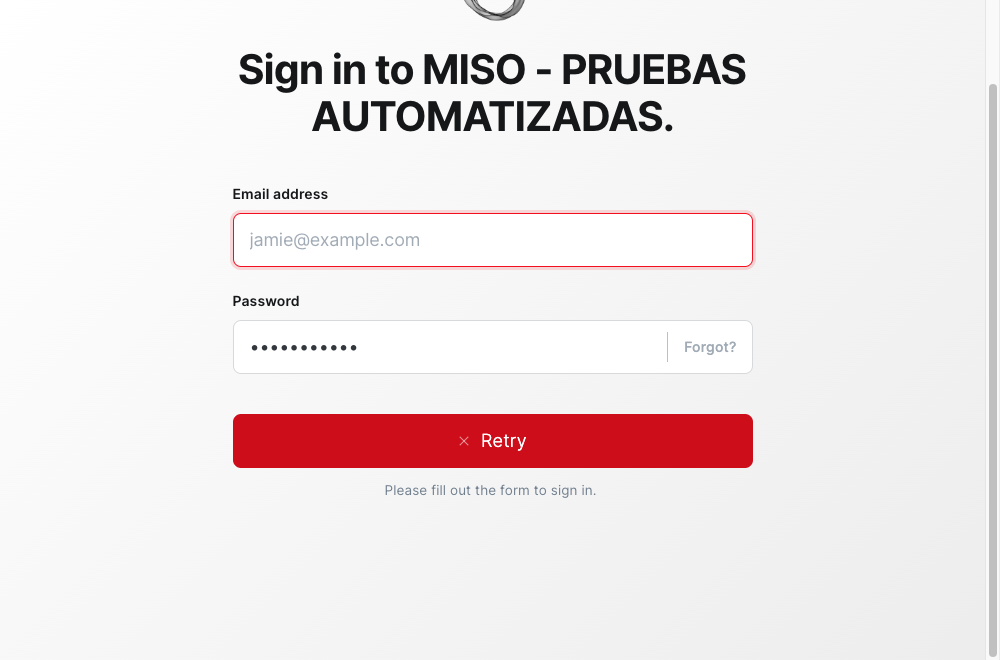 Sign in to MISO - PRUEBAS
AUTOMATIZADAS.
Email address
jamie@example.com
Password
•••••••••••
Forgot?
× Retry
Please fill out the form to sign in.